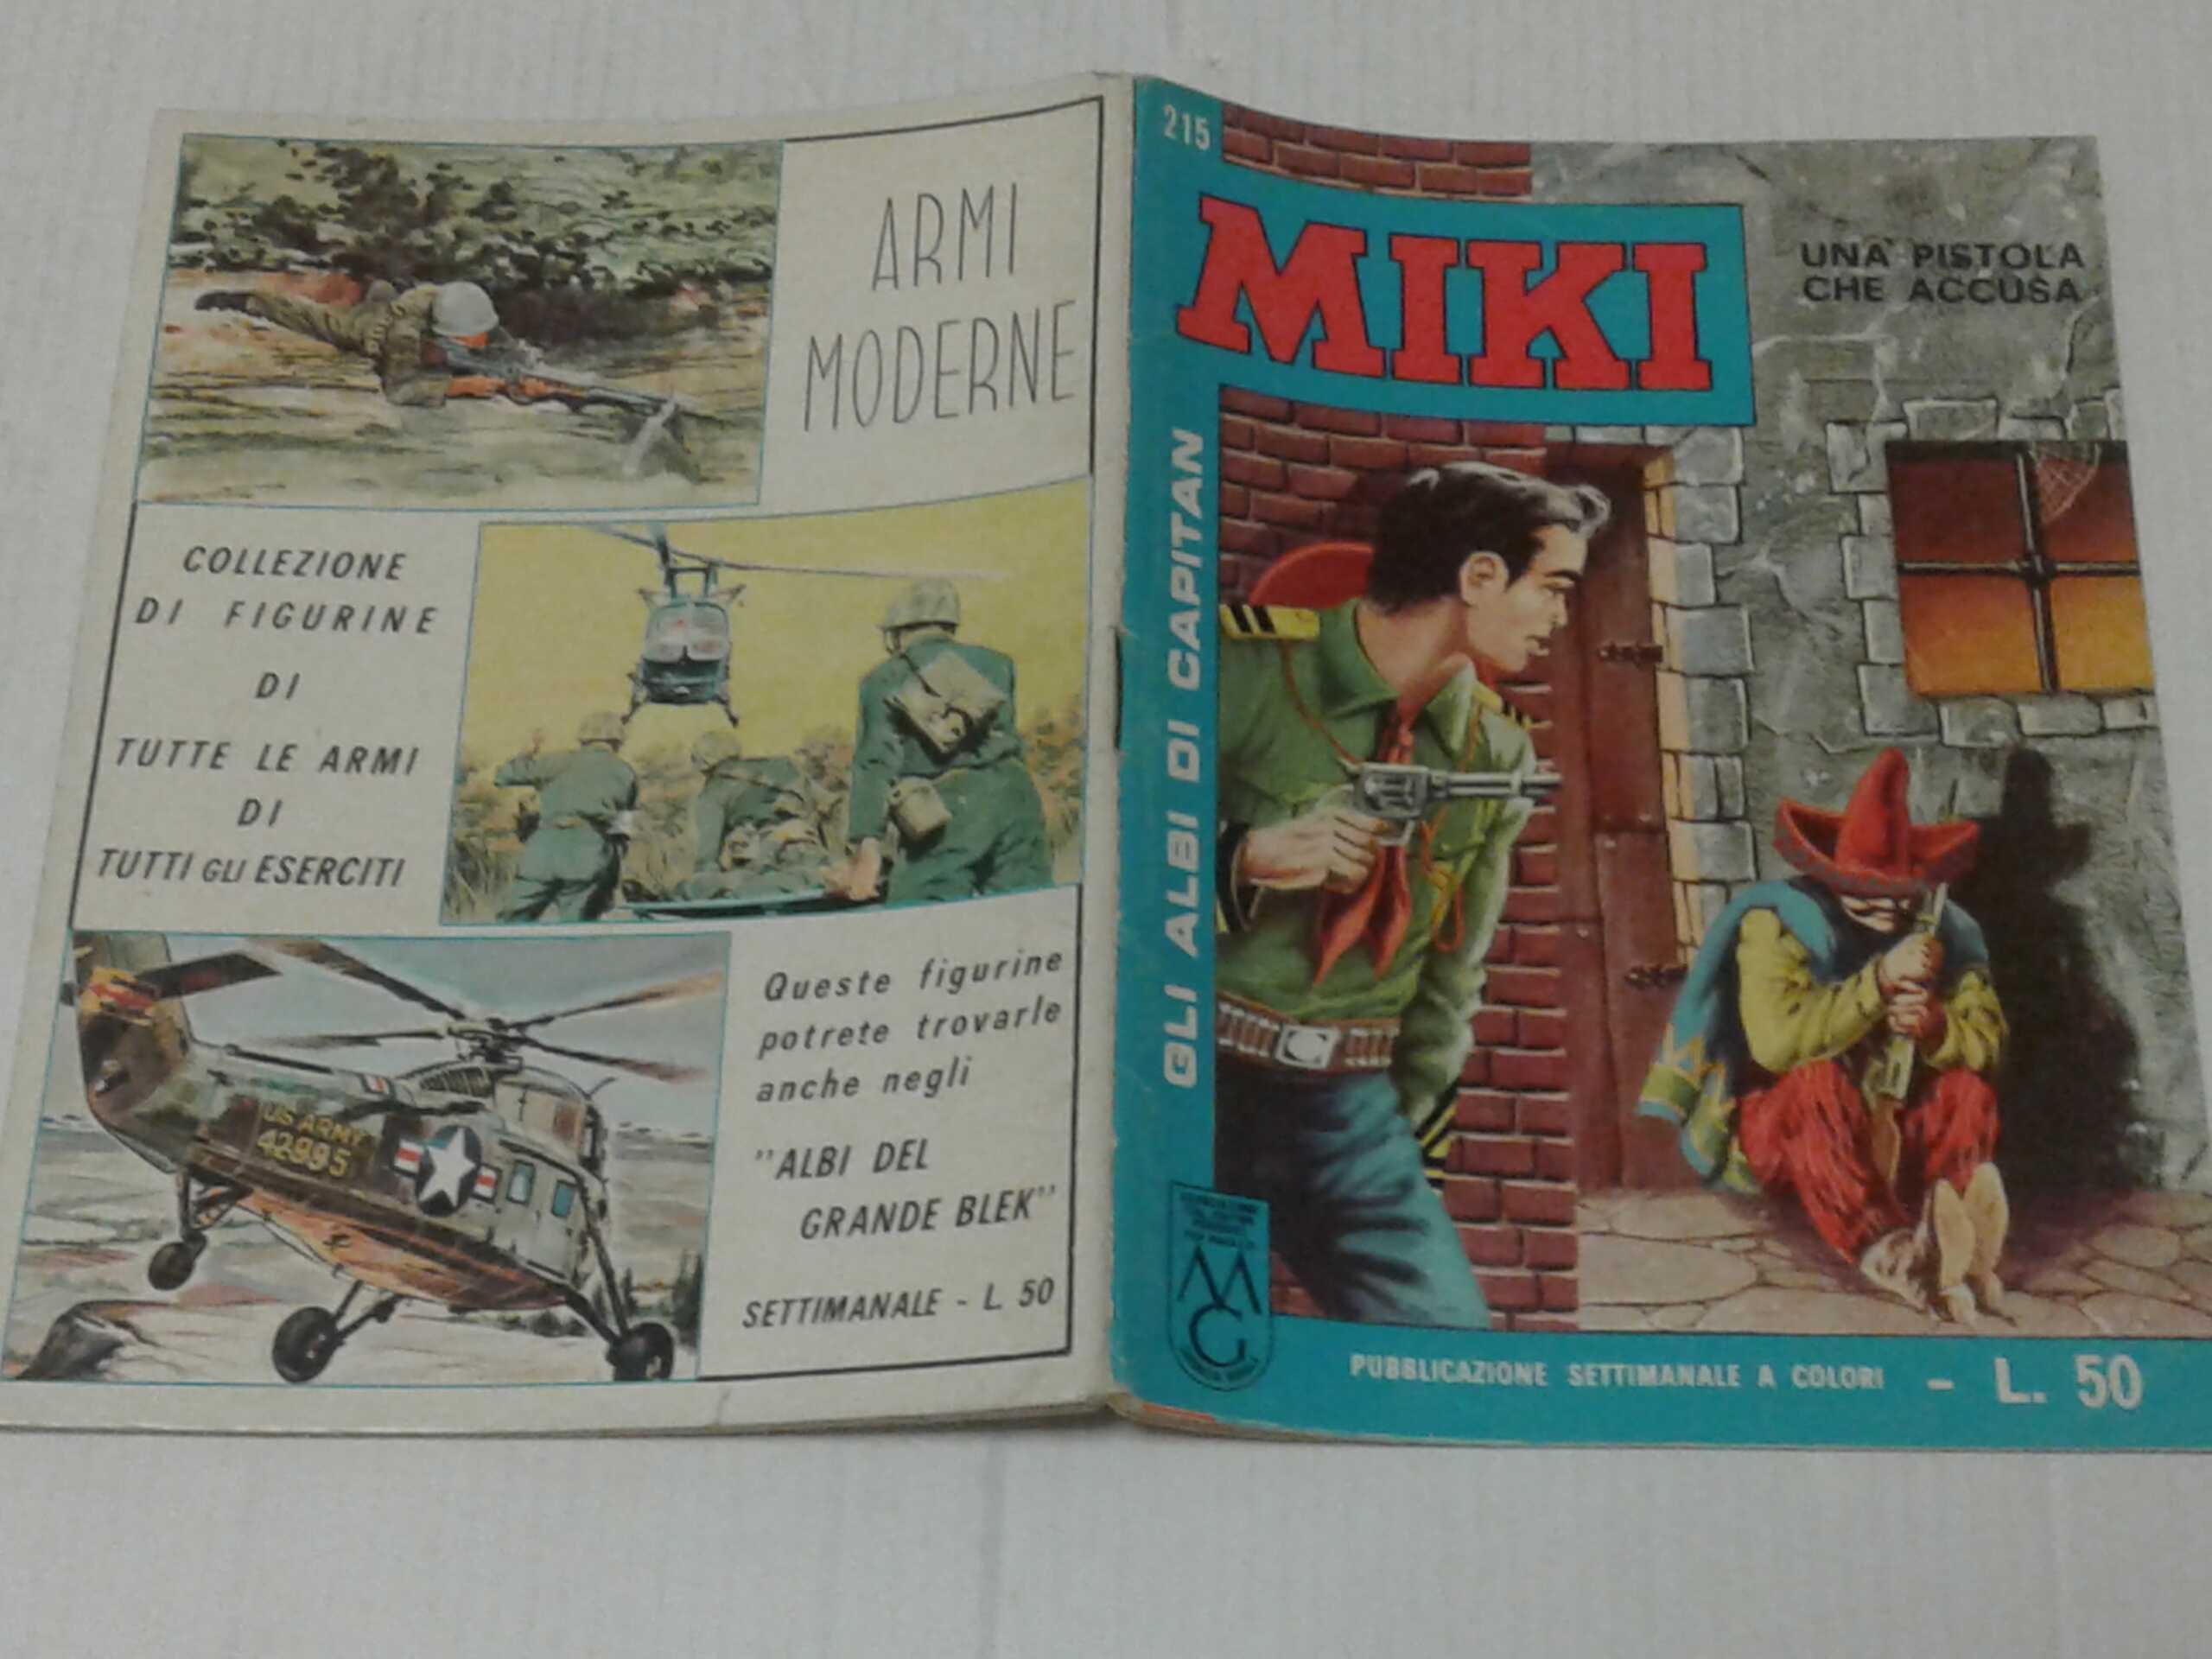 ARMI
MODERNE
COLLEZIONE
DI FIGURINE
DI
TUTTE LE ARMI
DI
TUTTI GLI ESERCITI
US ARMY
42995
Queste figurine
potrete trovarle
anche negli
"ALBI DEL
GRANDE BLEK"
SETTIMANALE - L. 50
215
MIKI
UNA PISTOLA
CHE ACCUSA
GLI ALBI DI CAPITAN
MG
PUBBLICAZIONE SETTIMANALE A COLORI - L. 50